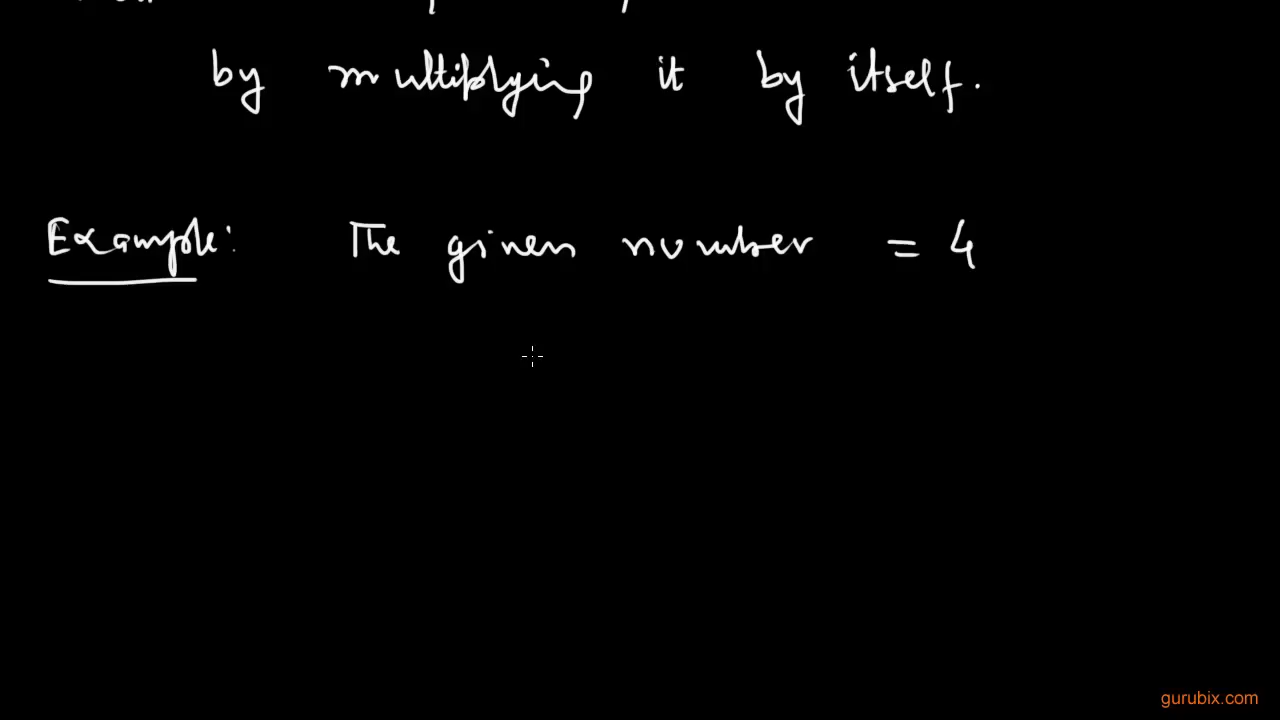 by multiplying it by itself.
Example: The given number = 4
gurubix.com